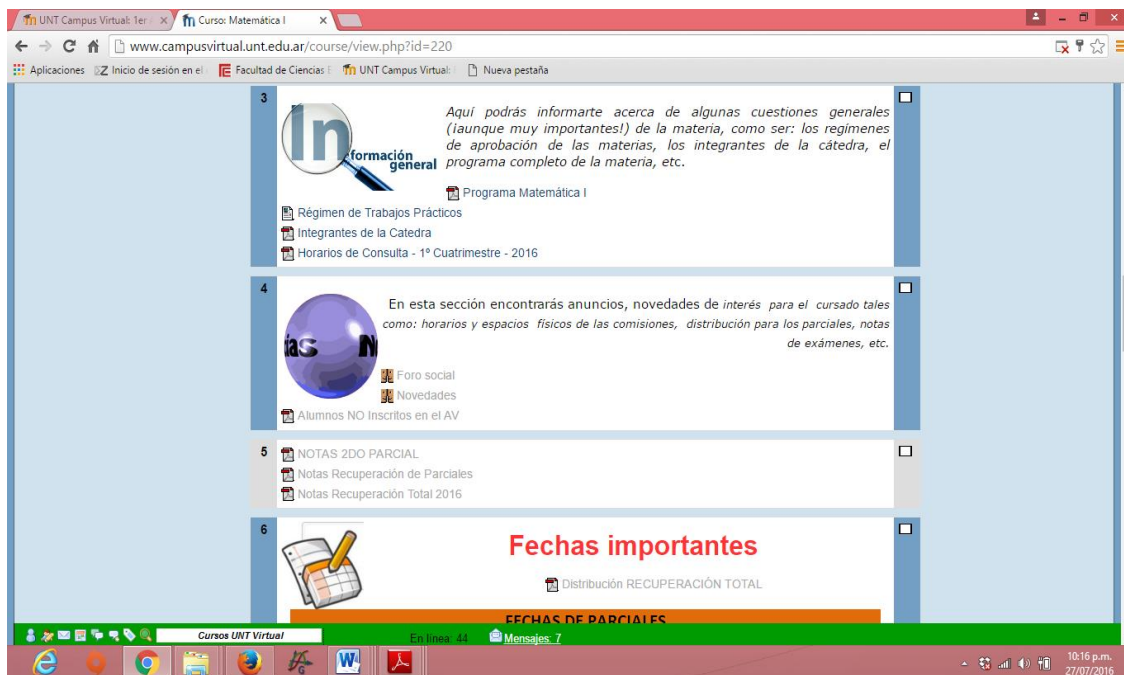 UNT Campus Virtual: 1er
Curso: Matemática I
www.campusvirtual.unt.edu.ar/course/view.php?id=220
Aplicaciones
Inicio de sesión en el
Facultad de Ciencias E
UNT Campus Virtual:
Nueva pestaña
3
Información general
Aquí podrás informarte acerca de algunas cuestiones generales
(¡aunque muy importantes!) de la materia, como ser: los regímenes
de aprobación de las materias, los integrantes de la cátedra, el
programa completo de la materia, etc.
Programa Matemática I
Régimen de Trabajos Prácticos
Integrantes de la Catedra
Horarios de Consulta - 1º Cuatrimestre - 2016
4
ías N
En esta sección encontrarás anuncios, novedades de interés para el cursado tales
como: horarios y espacios físicos de las comisiones, distribución para los parciales, notas
de exámenes, etc.
Foro social
Novedades
Alumnos NO Inscritos en el AV
5
NOTAS 2DO PARCIAL
Notas Recuperación de Parciales
Notas Recuperación Total 2016
6
Fechas importantes
Distribución RECUPERACIÓN TOTAL
FECHAS DE PARCIALES
Cursos UNT Virtual
En línea: 44
Mensajes: 7
10:16 p.m.
27/07/2016